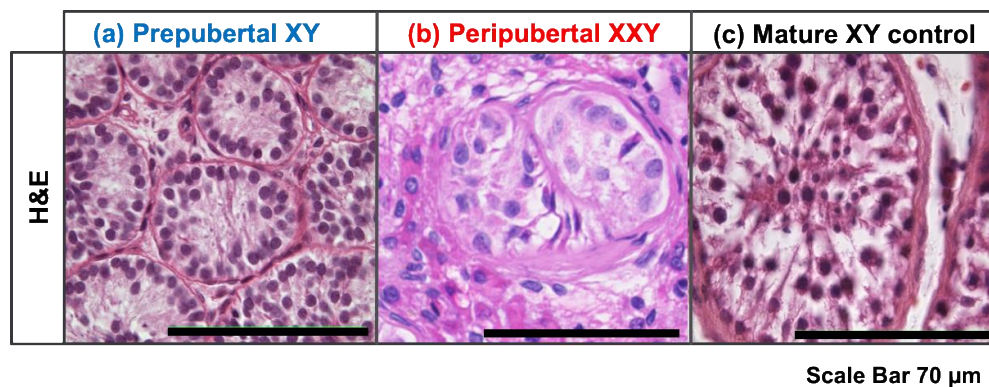 (a) Prepubertal XY
(b) Peripubertal XXY
(c) Mature XY control
H&E
Scale Bar 70 µm